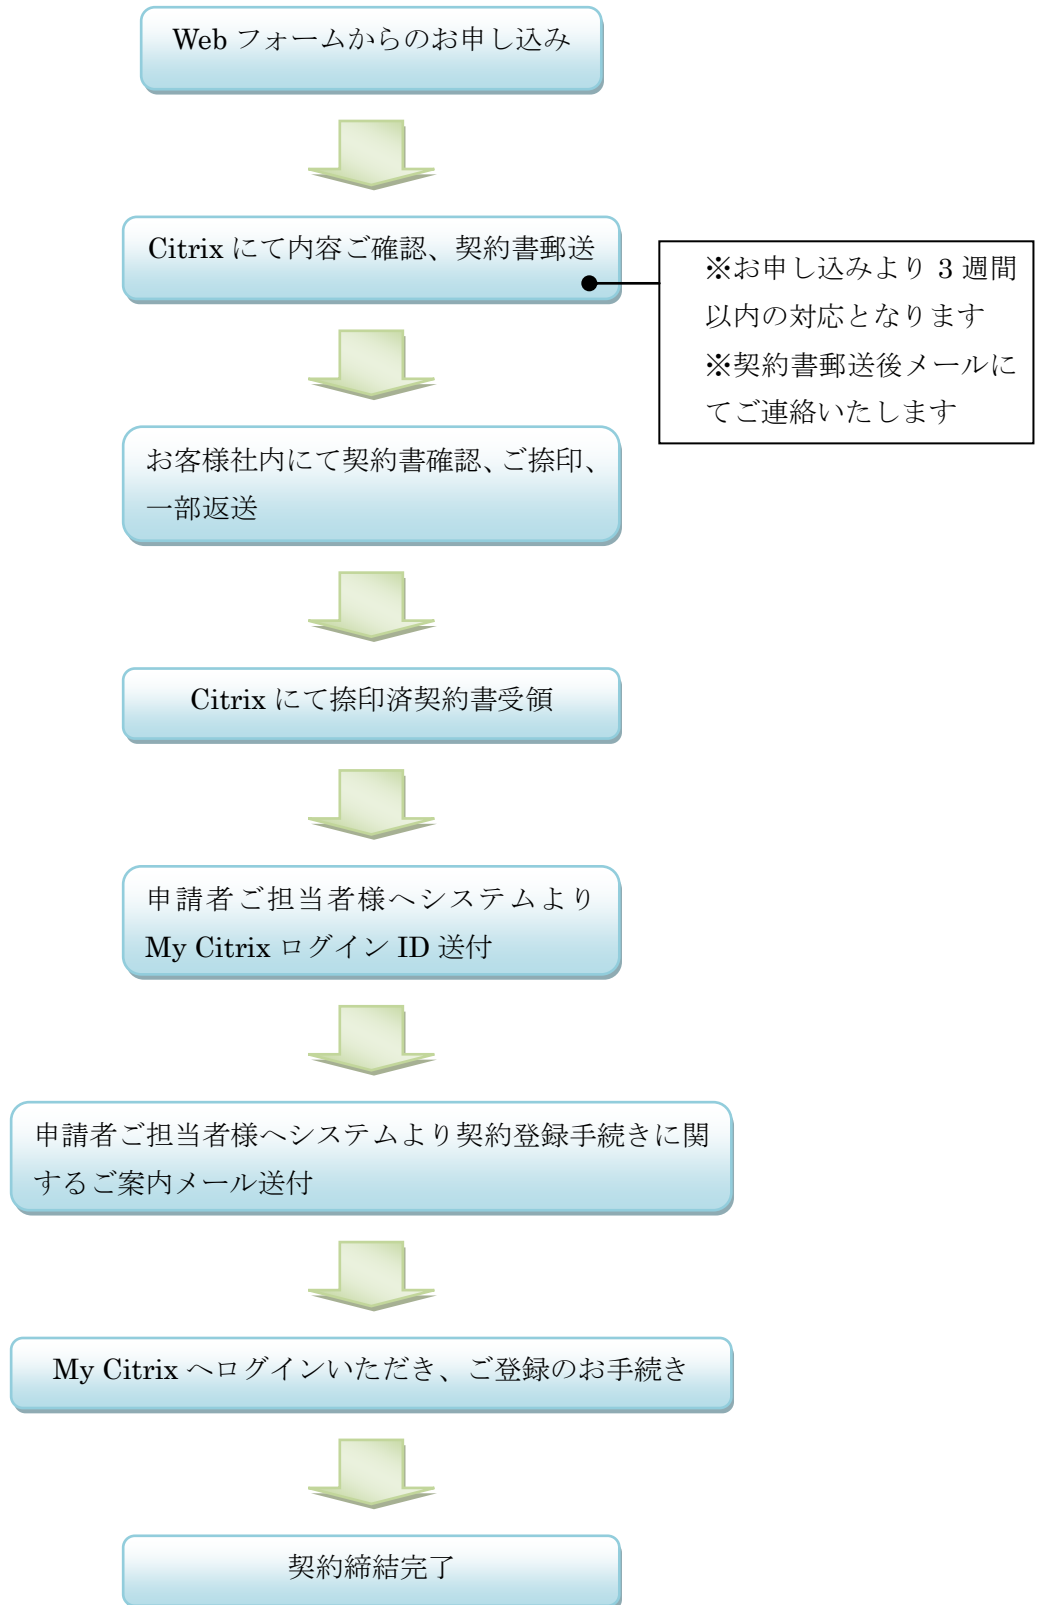 Web フォームからのお申し込み
Citrix にて内容ご確認、契約書郵送
※お申し込みより 3 週間
以内の対応となります
※契約書郵送後メールに
てご連絡いたします
お客様社内にて契約書確認、ご捺印、
一部返送
Citrix にて捺印済契約書受領
申請者ご担当者様へシステムより
My Citrix ログイン ID 送付
申請者ご担当者様へシステムより契約登録手続きに関
するご案内メール送付
My Citrix へログインいただき、ご登録のお手続き
契約締結完了